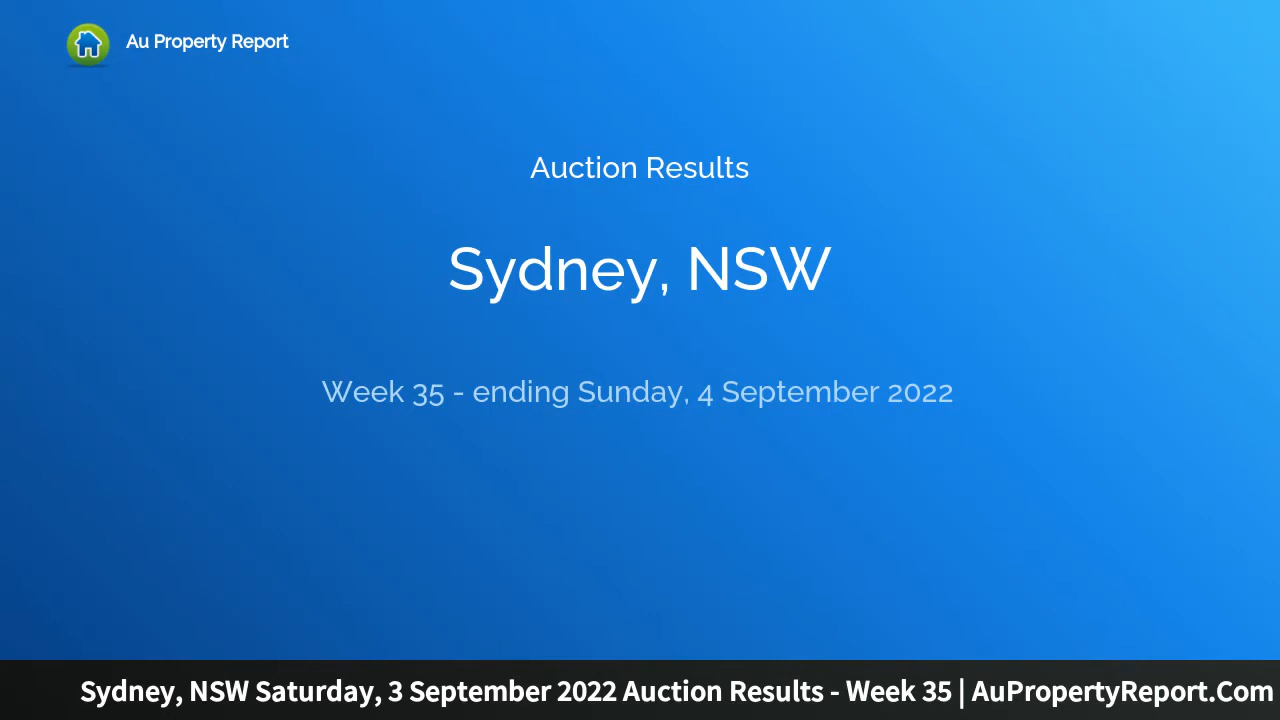 Au Property Report
Auction Results
Sydney, NSW
Week 35 - ending Sunday, 4 September 2022
Sydney, NSW Saturday, 3 September 2022 Auction Results - Week 35 | AuPropertyReport.Com